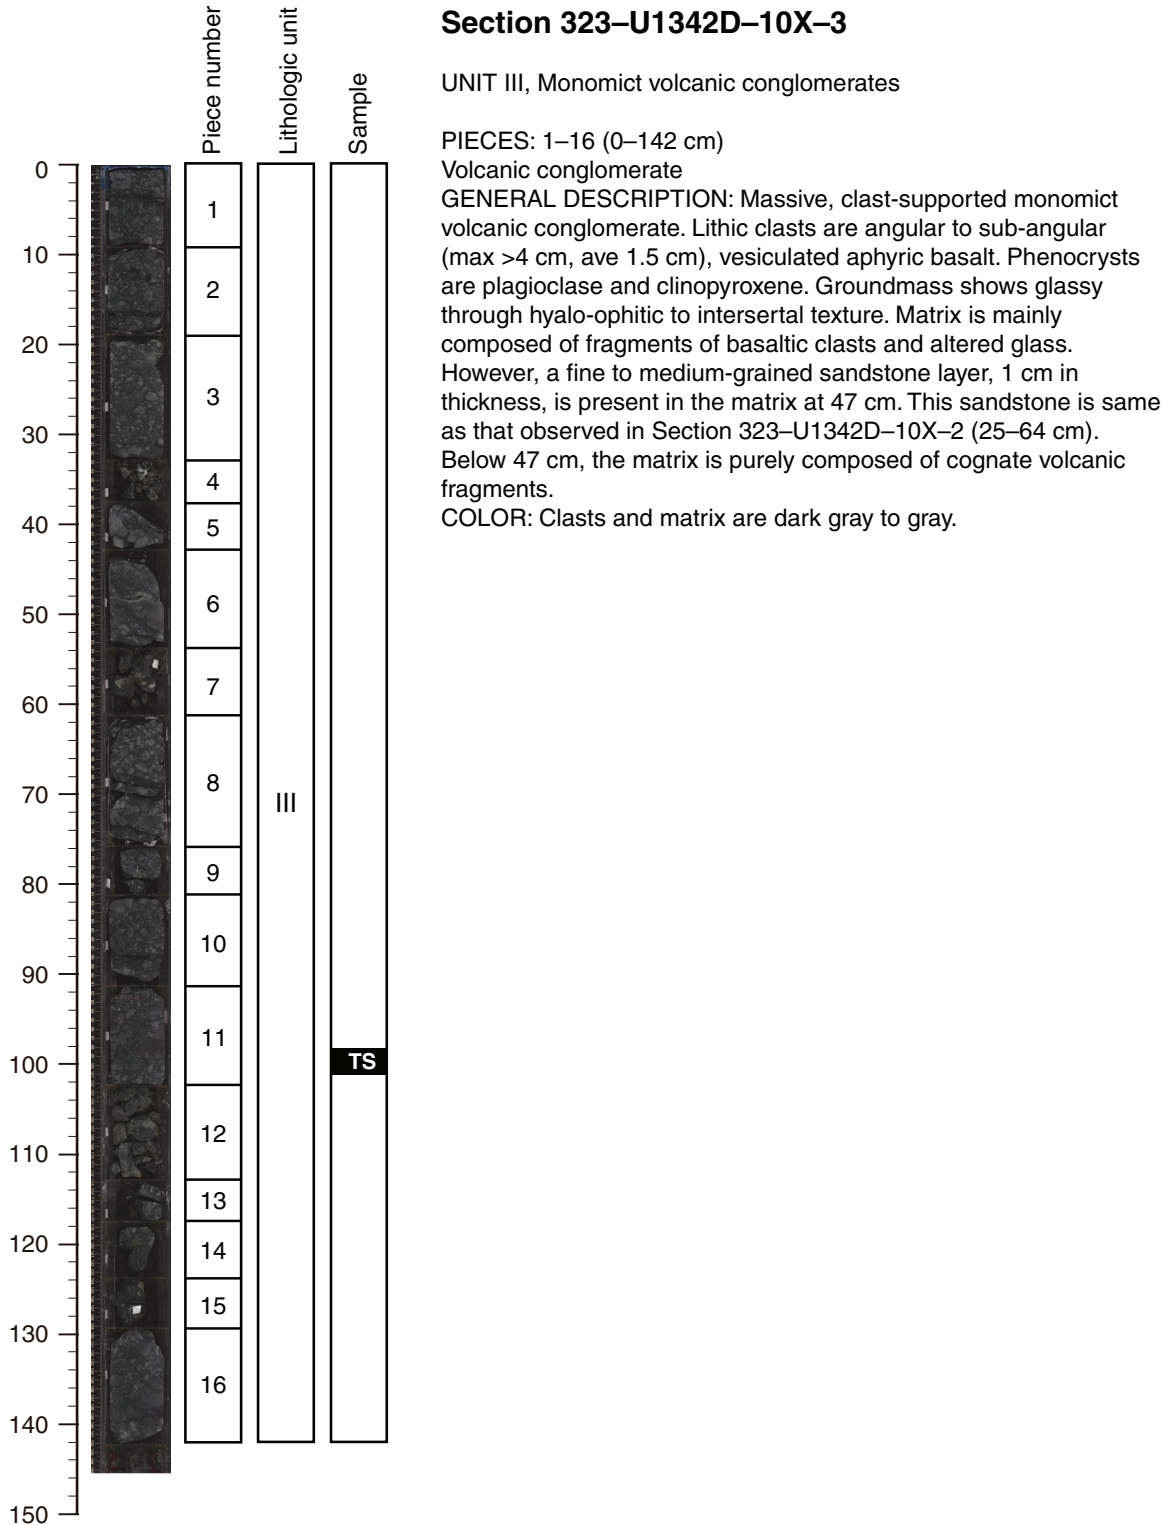 Section 323–U1342D–10X–3
UNIT III, Monomict volcanic conglomerates
PIECES: 1–16 (0–142 cm)
Volcanic conglomerate
GENERAL DESCRIPTION: Massive, clast-supported monomict
volcanic conglomerate. Lithic clasts are angular to sub-angular
(max >4 cm, ave 1.5 cm), vesiculated aphyric basalt. Phenocrysts
are plagioclase and clinopyroxene. Groundmass shows glassy
through hyalo-ophitic to intersertal texture. Matrix is mainly
composed of fragments of basaltic clasts and altered glass.
However, a fine to medium-grained sandstone layer, 1 cm in
thickness, is present in the matrix at 47 cm. This sandstone is same
as that observed in Section 323–U1342D–10X–2 (25–64 cm).
Below 47 cm, the matrix is purely composed of cognate volcanic
fragments.
COLOR: Clasts and matrix are dark gray to gray.
Piece number
Lithologic unit
Sample
0
10
20
30
40
50
60
70
80
90
100
110
120
130
140
150
1
2
3
4
5
6
7
8
9
10
11
12
13
14
15
16
III
TS